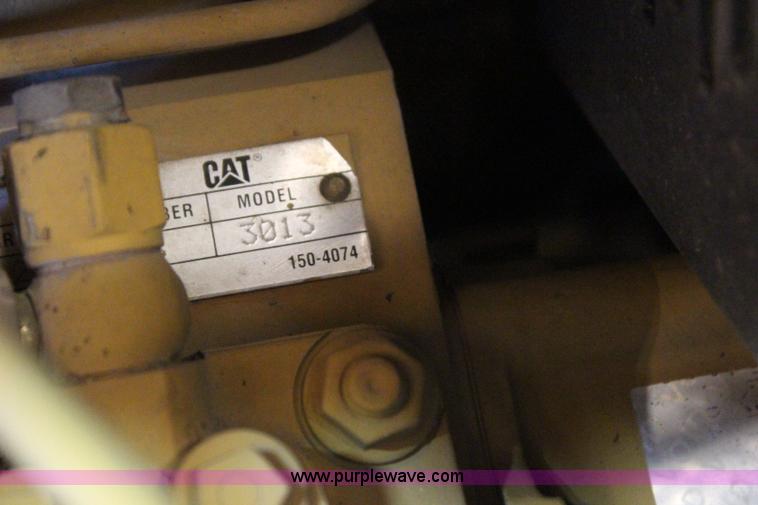 CAT®
BER MODEL
R
3013
150-4074
www.purplewave.com